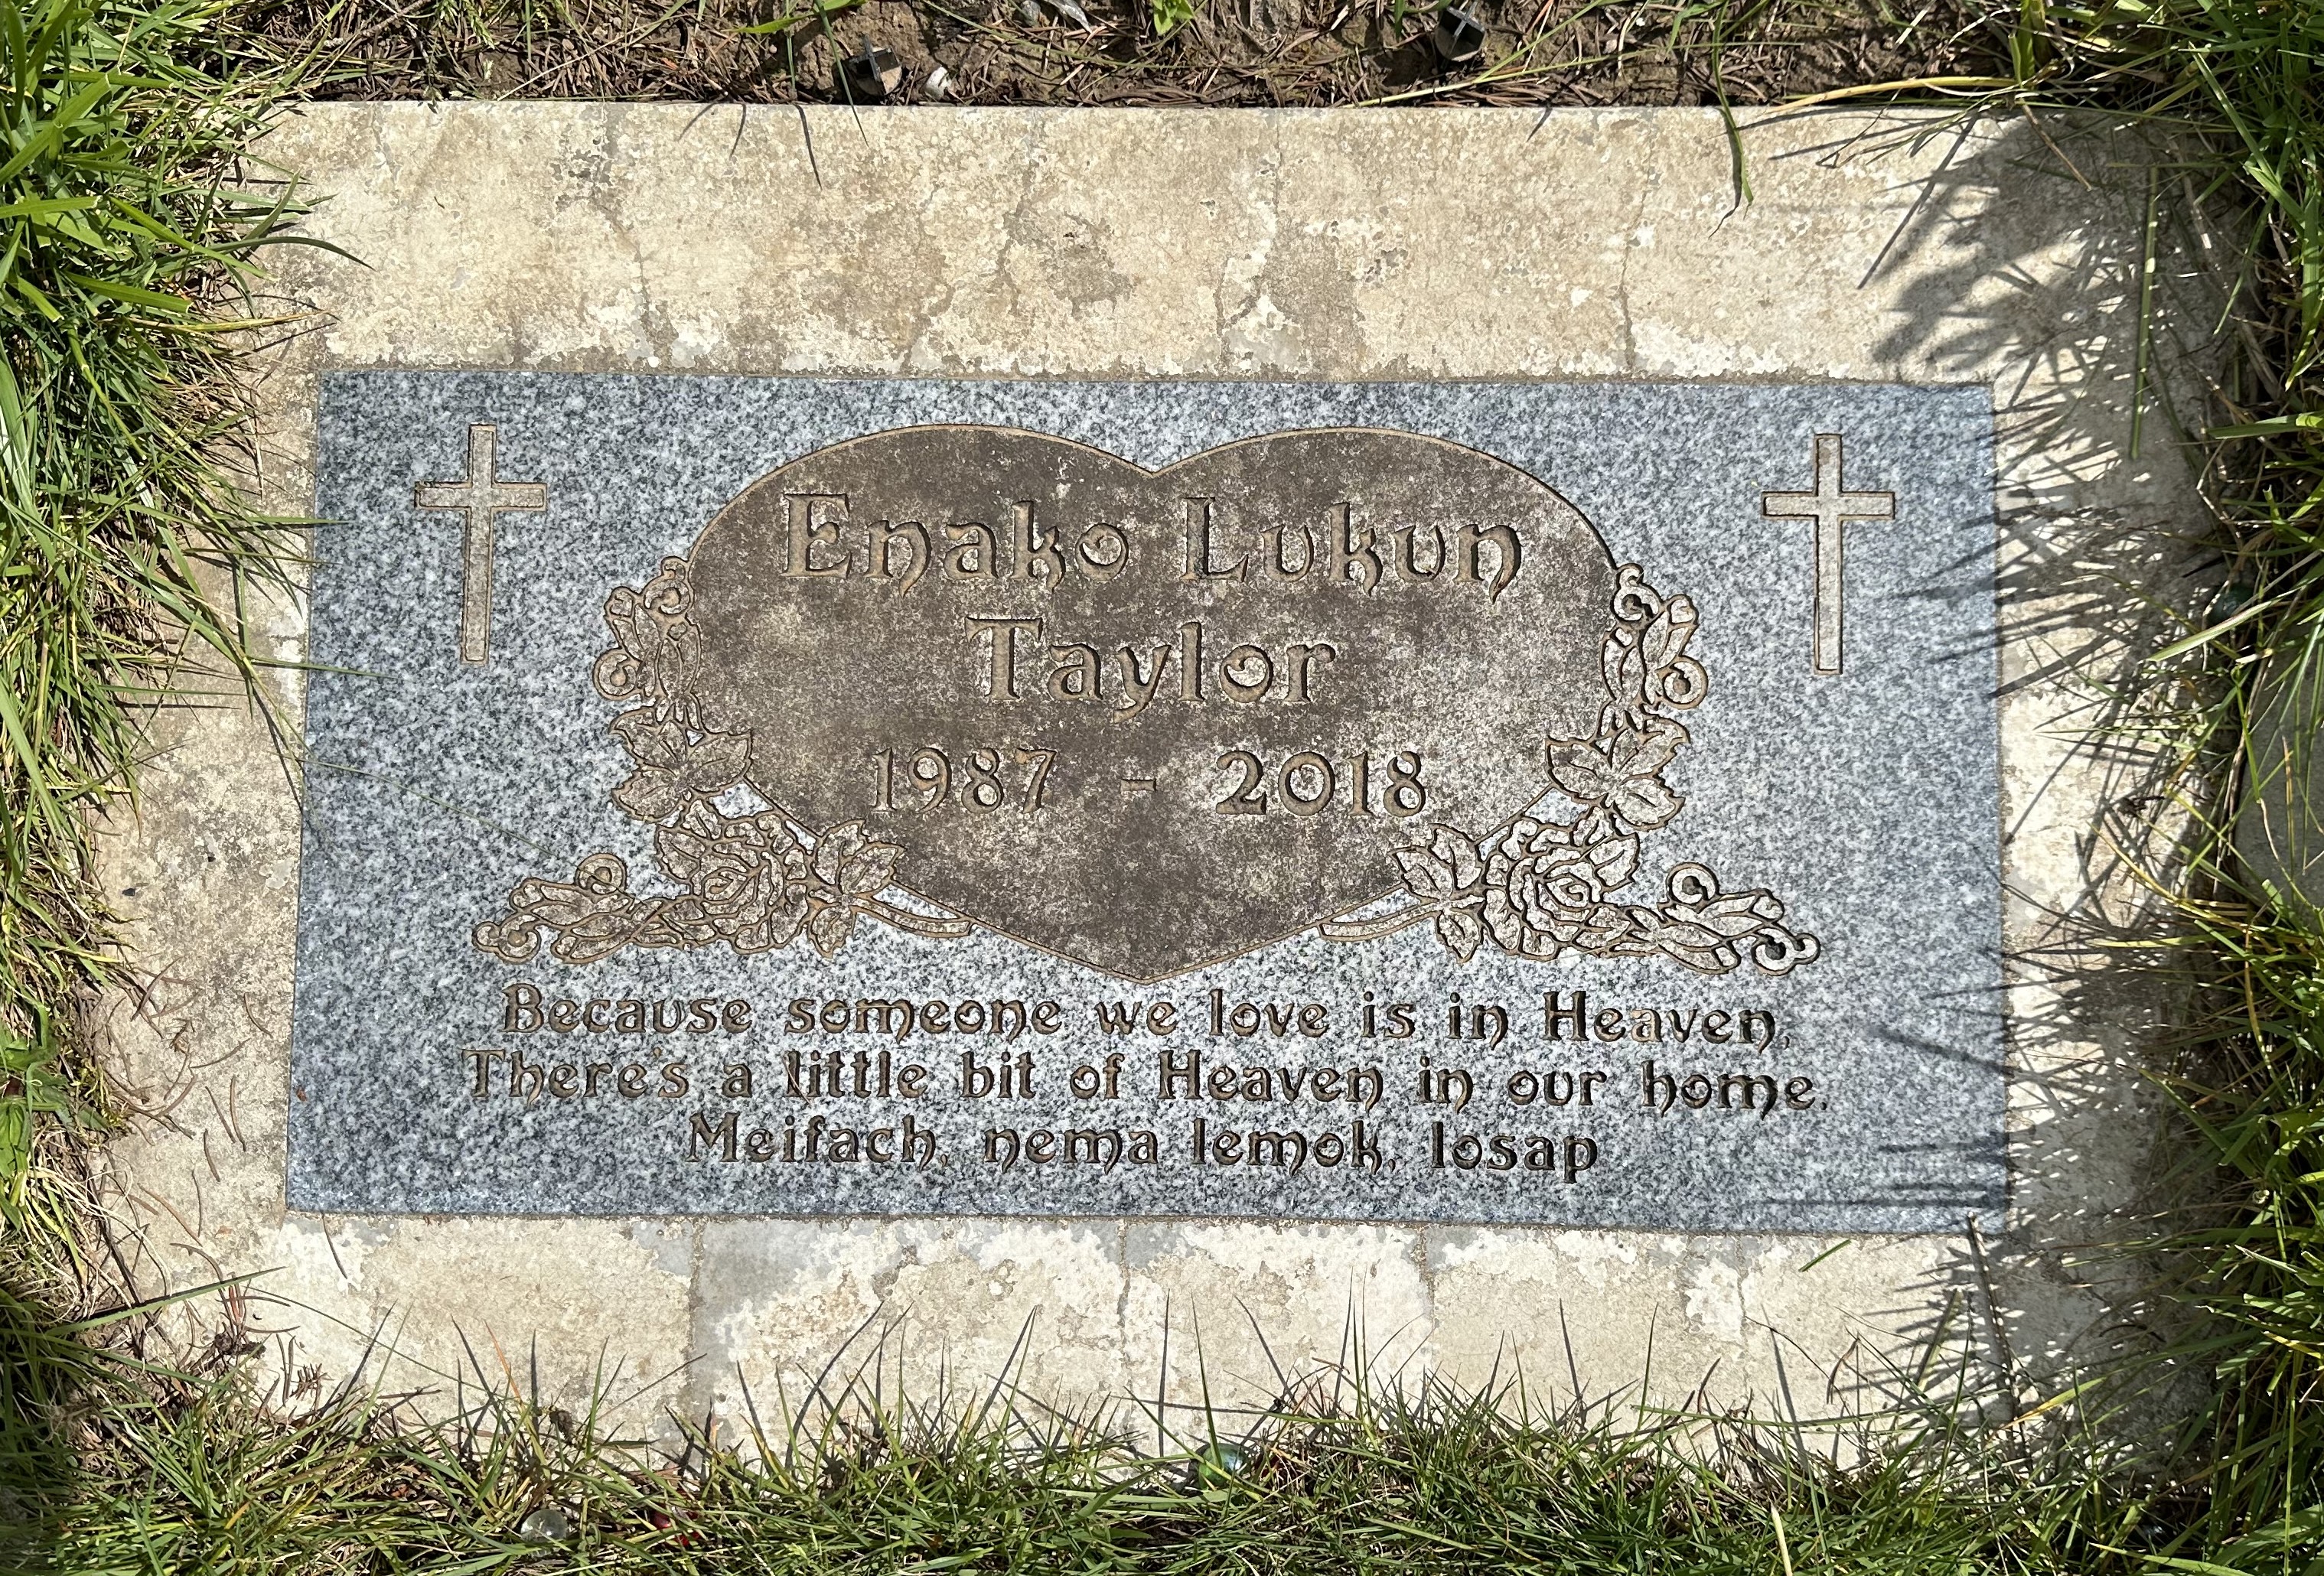 Enako Lukun
Taylor
1987 - 2018
Because someone we love is in Heaven,
There's a little bit of Heaven in our home.
Meifach, nema lemok, losap